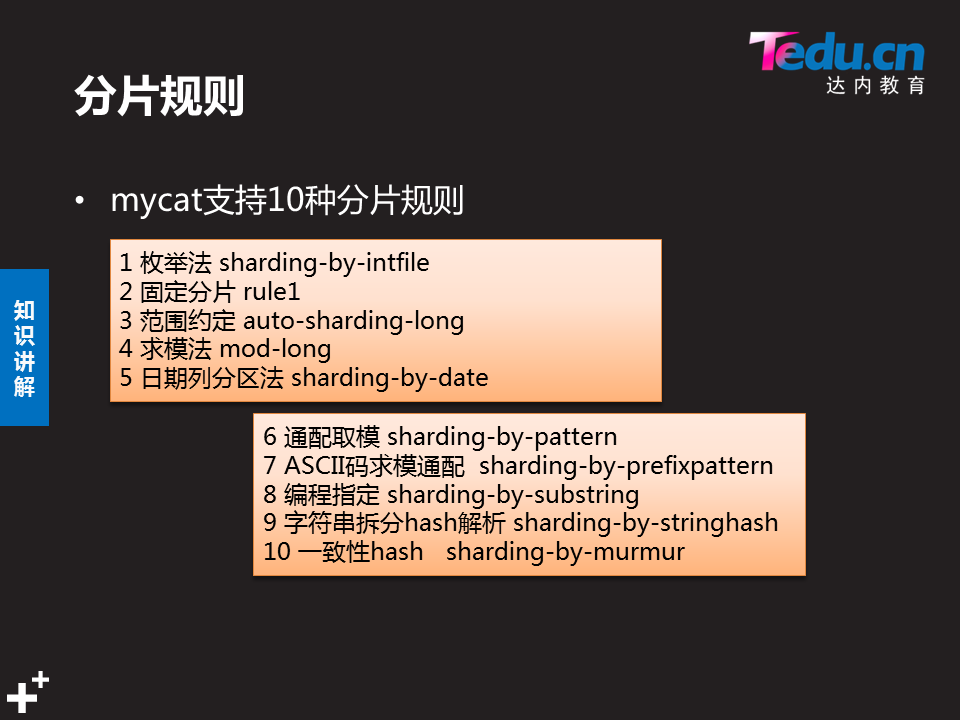 Tedu.cn
达内教育
分片规则
• mycat支持10种分片规则
1 枚举法 sharding-by-intfile
2 固定分片 rule1
3 范围约定 auto-sharding-long
4 求模法 mod-long
5 日期列分区法 sharding-by-date
知识讲解
6 通配取模 sharding-by-pattern
7 ASCII码求模通配 sharding-by-prefixpattern
8 编程指定 sharding-by-substring
9 字符串拆分hash解析 sharding-by-stringhash
10 一致性hash sharding-by-murmur